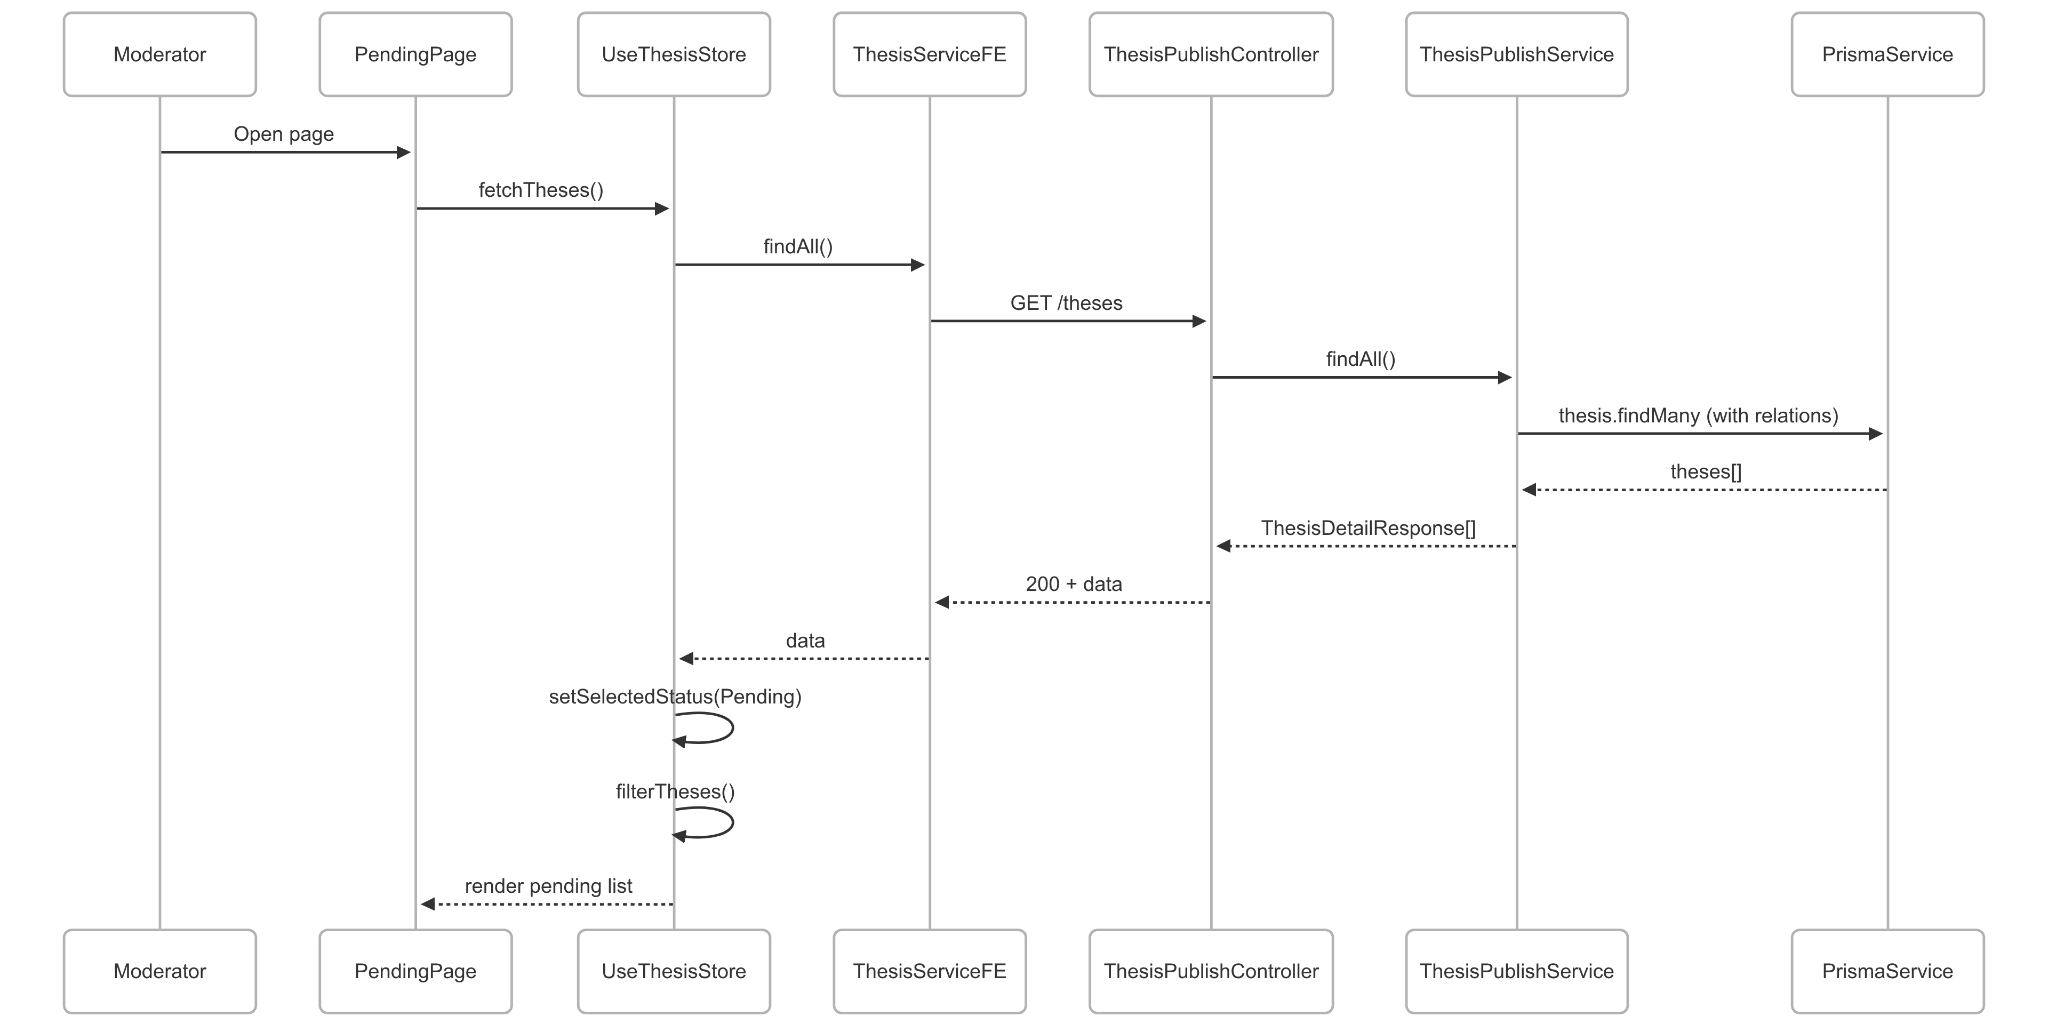 Moderator
PendingPage
UseThesisStore
ThesisServiceFE
ThesisPublishController
ThesisPublishService
PrismaService
Open page
fetchTheses()
findAll()
GET /theses
findAll()
thesis.findMany (with relations)
theses[]
ThesisDetailResponse[]
200 + data
data
setSelectedStatus(Pending)
filterTheses()
render pending list
Moderator
PendingPage
UseThesisStore
ThesisServiceFE
ThesisPublishController
ThesisPublishService
PrismaService